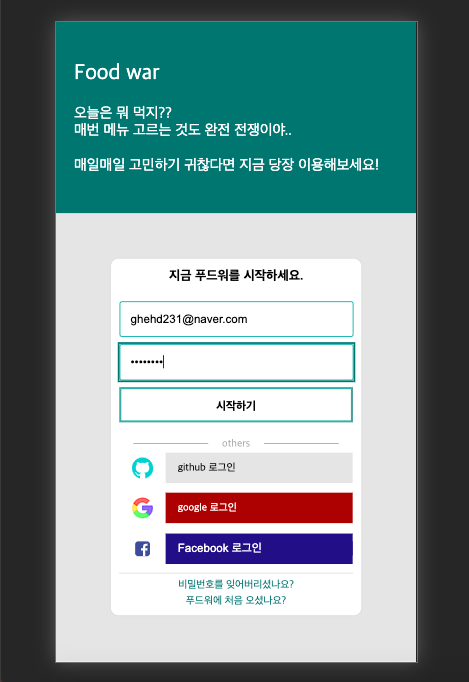 Food war
오늘은 뭐 먹지??
매번 메뉴 고르는 것도 완전 전쟁이야..
매일매일 고민하기 귀찮다면 지금 당장 이용해보세요!
지금 푸드워를 시작하세요.
ghehd231@naver.com
••••••••
시작하기
others
github 로그인
google 로그인
Facebook 로그인
비밀번호를 잊어버리셨나요?
푸드워에 처음 오셨나요?